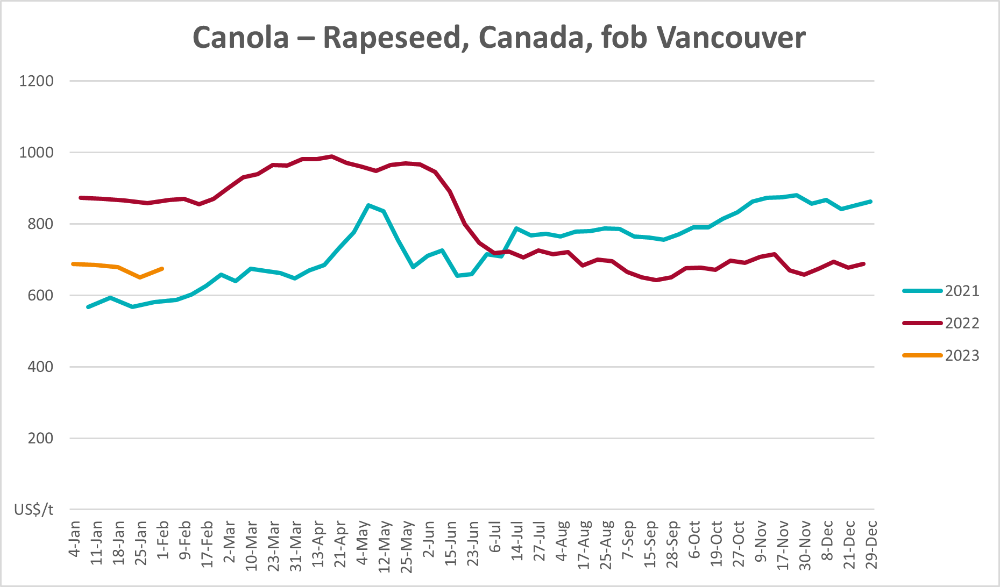 Canola – Rapeseed, Canada, fob Vancouver
1200
1000
800
600
400
200
US$/t
4-Jan
11-Jan
18-Jan
25-Jan
1-Feb
9-Feb
17-Feb
2-Mar
10-Mar
23-Mar
31-Mar
13-Apr
21-Apr
4-May
12-May
25-May
2-Jun
15-Jun
23-Jun
6-Jul
14-Jul
27-Jul
4-Aug
17-Aug
25-Aug
7-Sep
15-Sep
28-Sep
6-Oct
19-Oct
27-Oct
9-Nov
17-Nov
30-Nov
8-Dec
21-Dec
29-Dec
2021
2022
2023